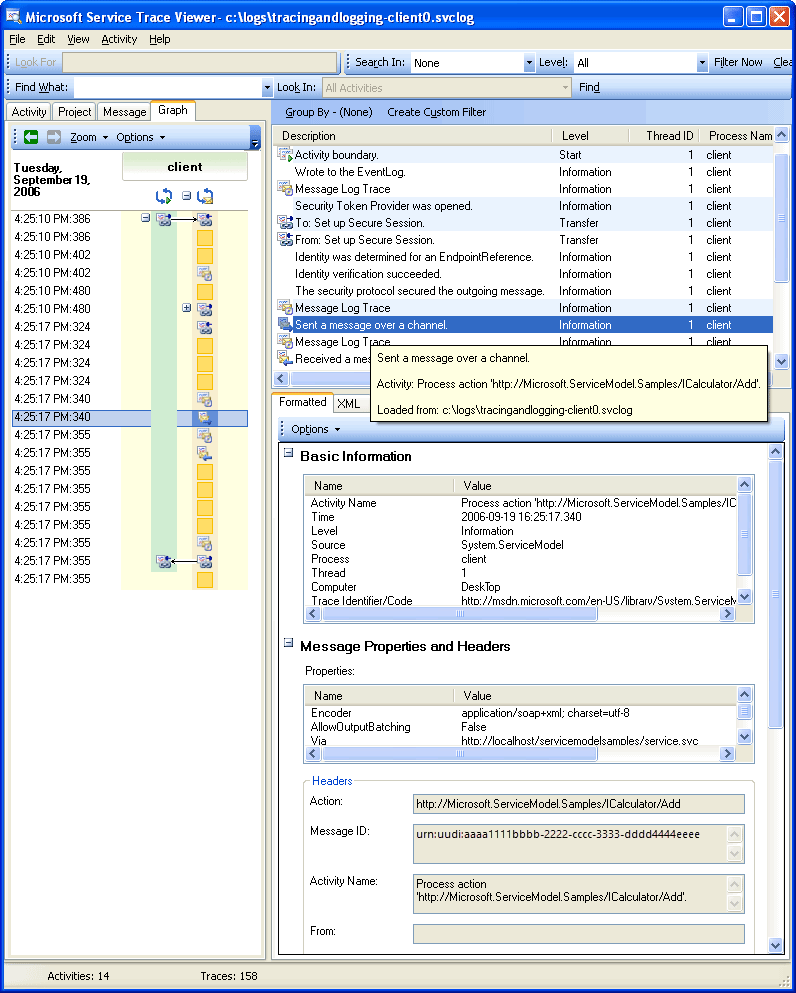 Microsoft Service Trace Viewer- c:\logs\tracingandlogging-client0.svclog
File Edit View Activity Help
Look For Search In: None Level: All Filter Now Clea
Find What: Look In: All Activities Find
Activity Project Message Graph
Zoom Options
Tuesday, September 19, 2006
client
4:25:10 PM:386
4:25:10 PM:386
4:25:10 PM:402
4:25:10 PM:402
4:25:10 PM:480
4:25:10 PM:480
4:25:17 PM:324
4:25:17 PM:324
4:25:17 PM:324
4:25:17 PM:324
4:25:17 PM:340
4:25:17 PM:340
4:25:17 PM:355
4:25:17 PM:355
4:25:17 PM:355
4:25:17 PM:355
4:25:17 PM:355
4:25:17 PM:355
4:25:17 PM:355
4:25:17 PM:355
4:25:17 PM:355
Group By - (None) Create Custom Filter
Description Level Thread ID Process Nam
Activity boundary. Start 1 client
Wrote to the EventLog. Information 1 client
Message Log Trace Information 1 client
Security Token Provider was opened. Information 1 client
To: Set up Secure Session. Transfer 1 client
From: Set up Secure Session. Transfer 1 client
Identity was determined for an EndpointReference. Information 1 client
Identity verification succeeded. Information 1 client
The security protocol secured the outgoing message. Information 1 client
Message Log Trace Information 1 client
Sent a message over a channel. Information 1 client
Message Log Trace Information 1 client
Received a mes
Sent a message over a channel.
Activity: Process action 'http://Microsoft.ServiceModel.Samples/ICalculator/Add'.
Loaded from: c:\logs\tracingandlogging-client0.svclog
Formatted XML
Options
Basic Information
Name Value
Activity Name Process action 'http://Microsoft.ServiceModel.Samples/IC
Time 2006-09-19 16:25:17.340
Level Information
Source System.ServiceModel
Process client
Thread 1
Computer DeskTop
Trace Identifier/Code http://msdn.microsoft.com/en-US/library/System.ServiceM
Message Properties and Headers
Properties:
Name Value
Encoder application/soap+xml; charset=utf-8
AllowOutputBatching False
Via http://localhost/servicemodelsamples/service.svc
Headers
Action: http://Microsoft.ServiceModel.Samples/ICalculator/Add
Message ID: urn:uudi:aaaa1111bbbb-2222-cccc-3333-dddd4444eeee
Activity Name: Process action
'http://Microsoft.ServiceModel.Samples/ICalculator/Add'.
From:
Activities: 14 Traces: 158